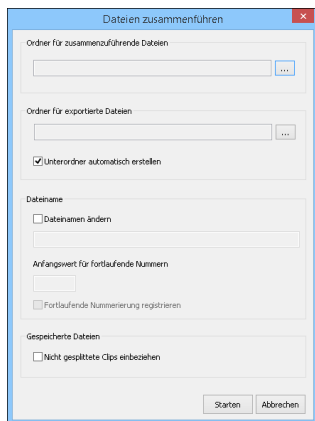 Dateien zusammenführen
Ordner für zusammenzuführende Dateien
...
Ordner für exportierte Dateien
...
Unterordner automatisch erstellen
Dateiname
Dateinamen ändern
Anfangswert für fortlaufende Nummern
Fortlaufende Nummerierung registrieren
Gespeicherte Dateien
Nicht gesplittete Clips einbeziehen
Starten Abbrechen